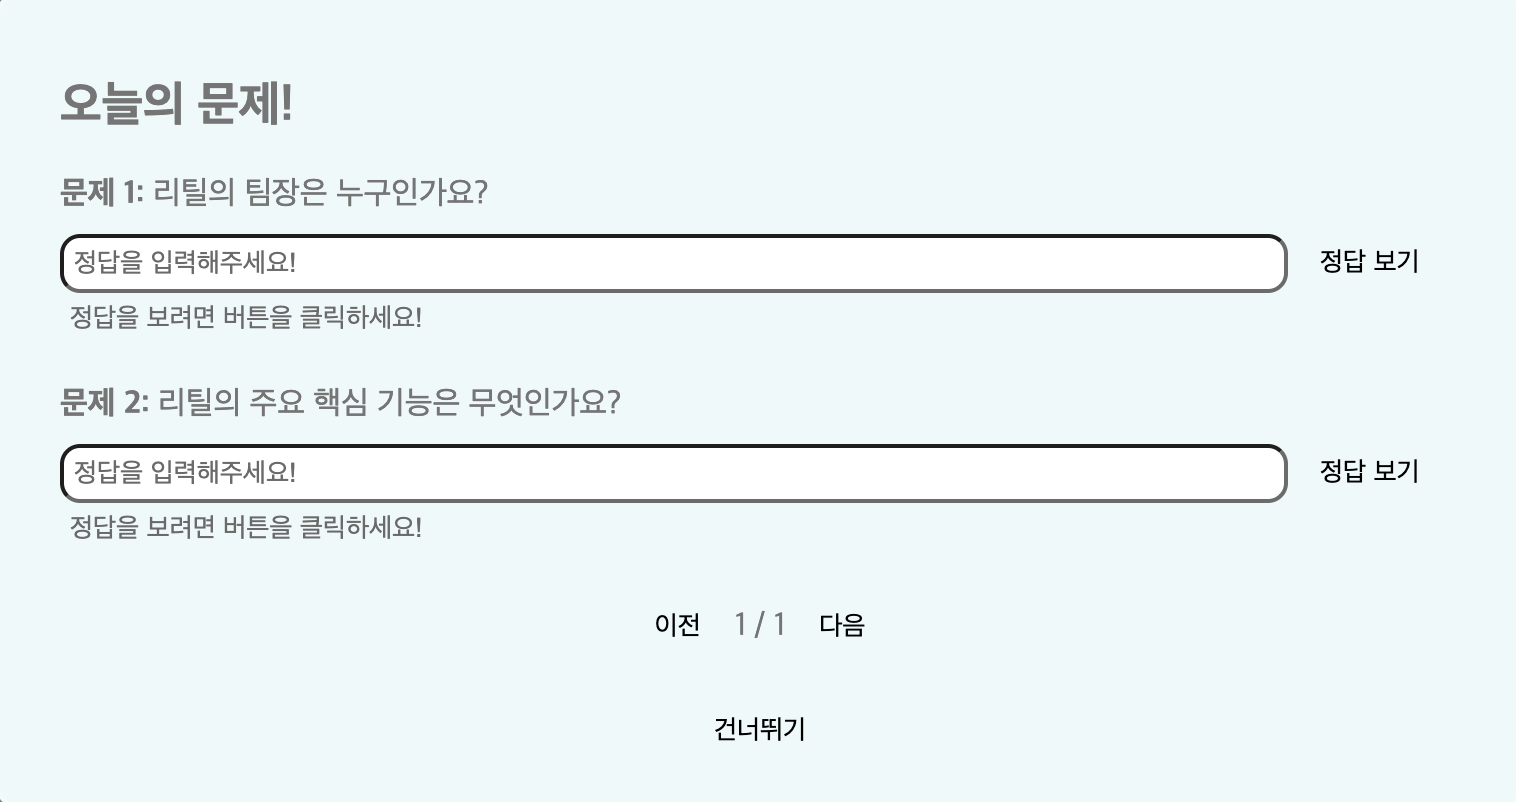 오늘의 문제!
문제 1: 리틸의 팀장은 누구인가요?
정답을 입력해주세요! 정답 보기
정답을 보려면 버튼을 클릭하세요!
문제 2: 리틸의 주요 핵심 기능은 무엇인가요?
정답을 입력해주세요! 정답 보기
정답을 보려면 버튼을 클릭하세요!
이전 1 / 1 다음
건너뛰기